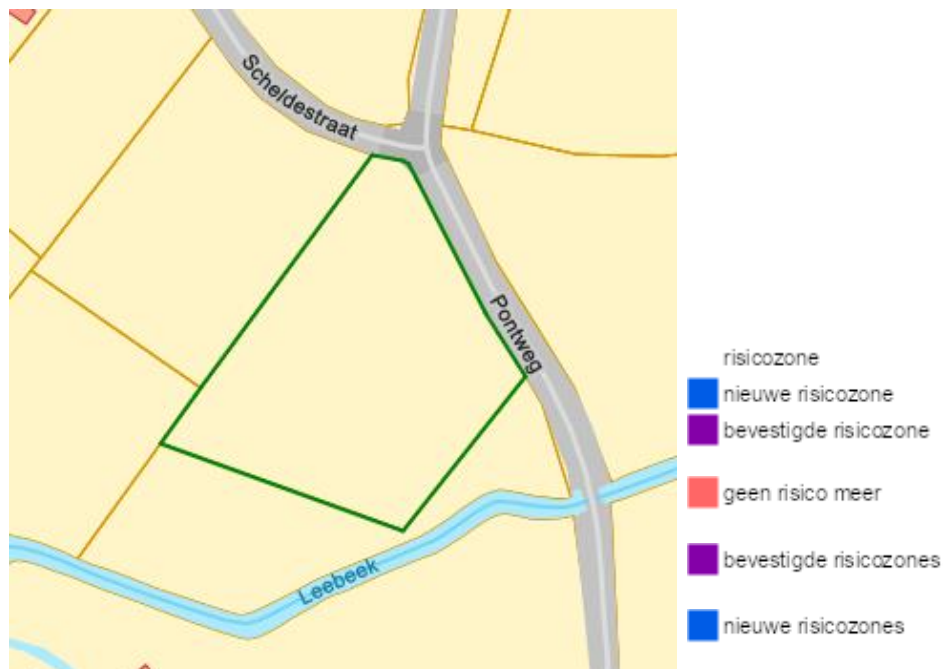 Scheldestraat
Pontweg
Leebeek
risicozone
nieuwe risicozone
bevestigde risicozone
geen risico meer
bevestigde risicozones
nieuwe risicozones